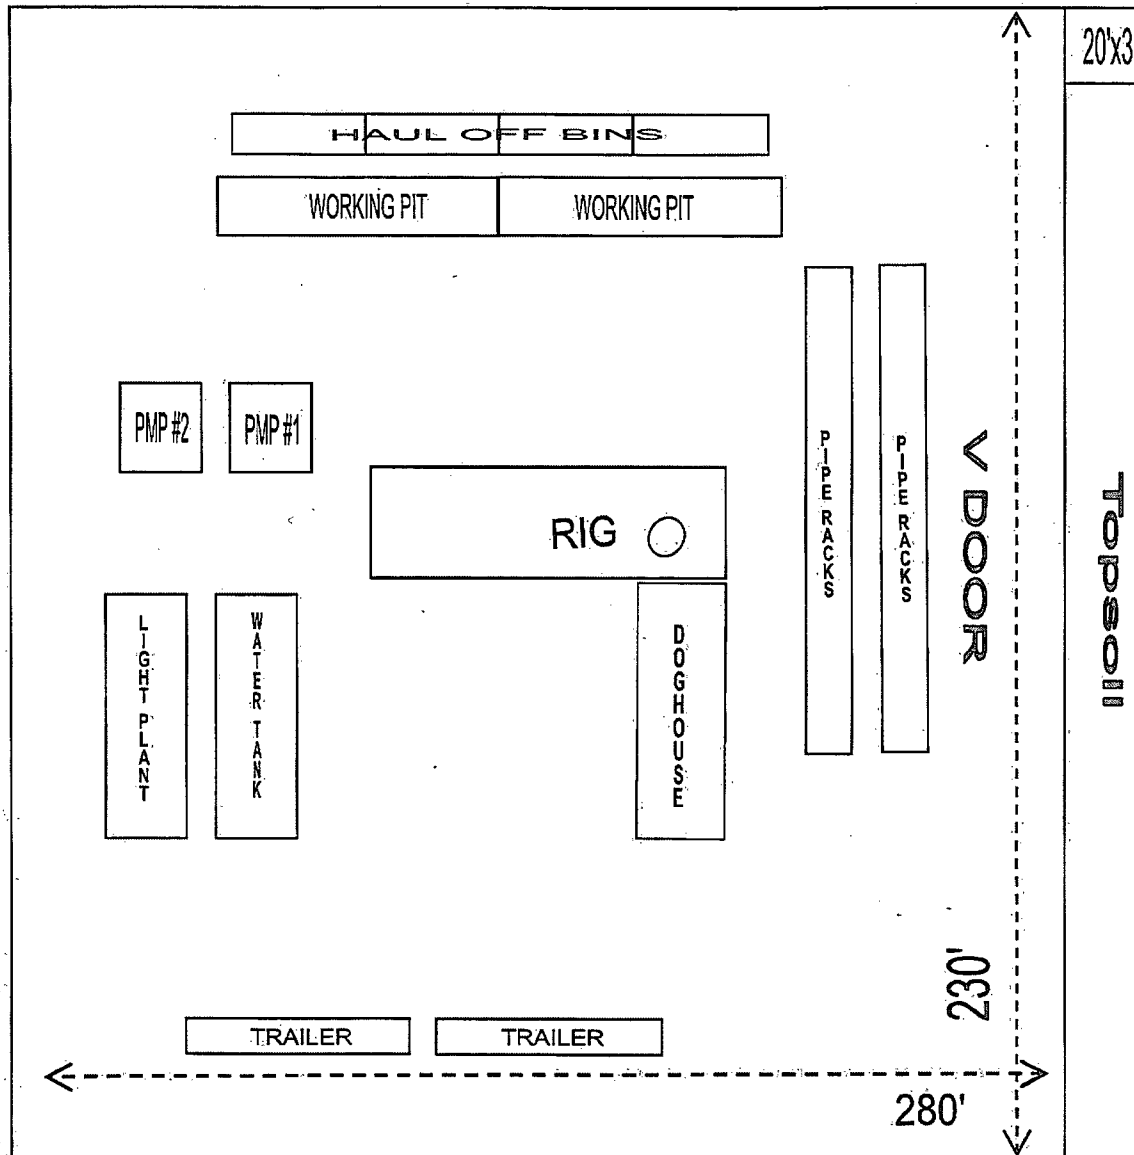 20'x3
HAUL OFF BINS
WORKING PIT
WORKING PIT
PMP #2
PMP #1
RIG
PIPE RACKS
PIPE RACKS
V DOOR
Topsoil
LIGHT PLANT
WATER TANK
DOGHOUSE
230'
TRAILER
TRAILER
280'